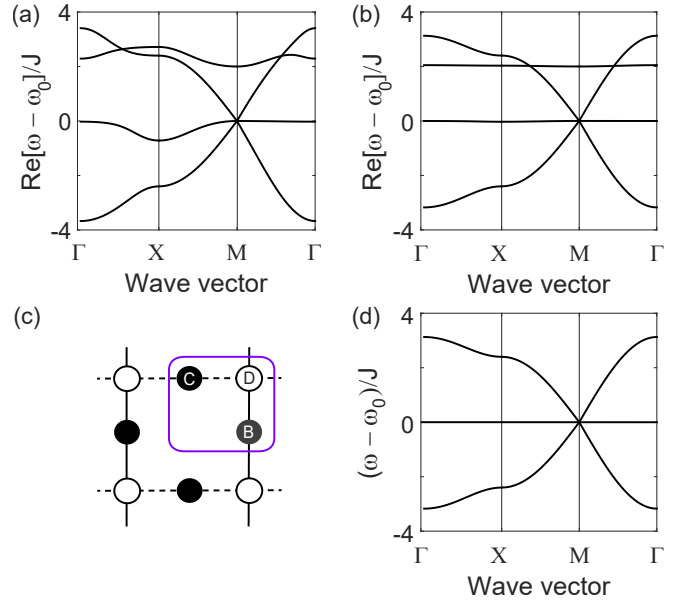 (a)
4
0
-4
Re[ω − ω0]/J
Γ X M Γ
Wave vector
(b)
4
0
-4
Re[ω − ω0]/J
Γ X M Γ
Wave vector
(c)
C D
B
(d)
4
0
-4
(ω − ω0)/J
Γ X M Γ
Wave vector